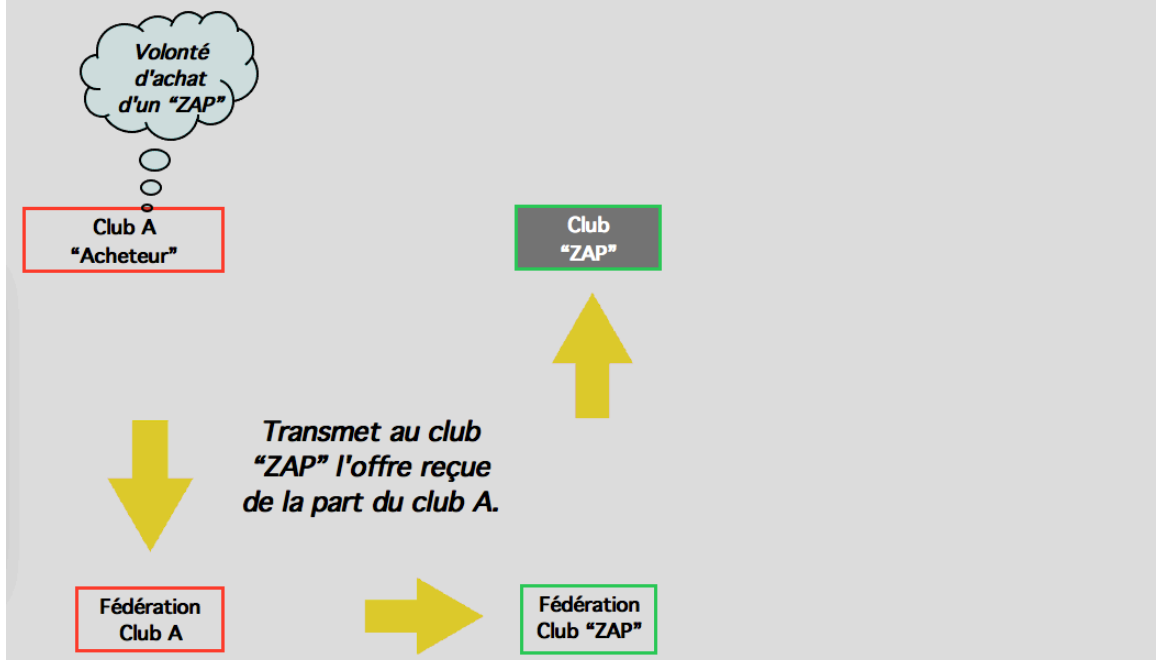 Volonté
d'achat
d'un “ZAP”
Club A
“Acheteur”
Club
“ZAP”
Transmet au club
“ZAP” l'offre reçue
de la part du club A.
Fédération
Club A
Fédération
Club “ZAP”